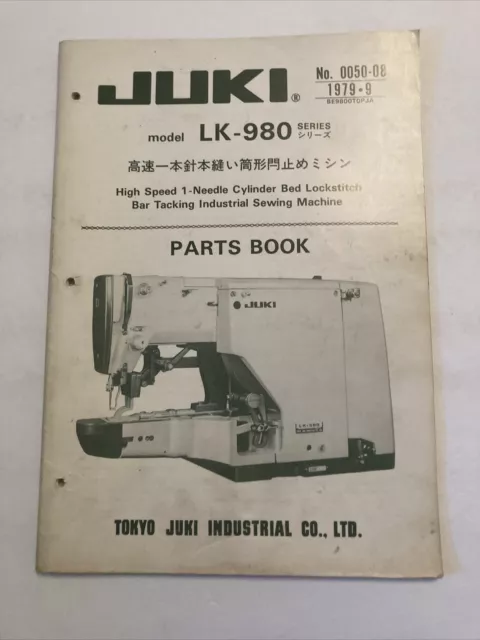 JUKI®
No. 0050-08
1979・9
model LK-980 SERIES シリーズ
高速一本針本縫い筒形閂止めミシン
High Speed 1-Needle Cylinder Bed Lockstitch
Bar Tacking Industrial Sewing Machine
PARTS BOOK
JUKI
LK-980
TOKYO JUKI INDUSTRIAL CO., LTD.